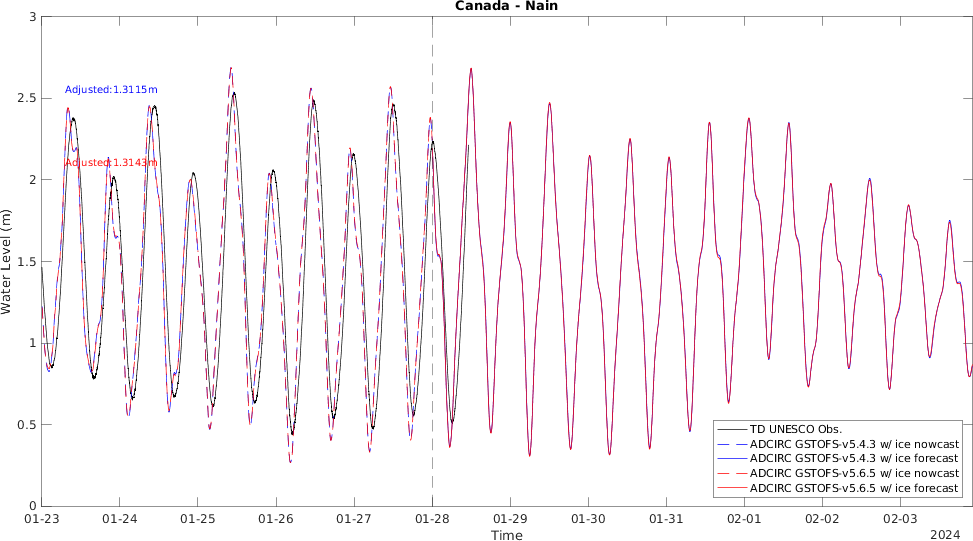 Canada - Nain
3
2.5
2
1.5
1
0.5
0
Water Level (m)
Adjusted:1.3115m
Adjusted:1.3143m
TD UNESCO Obs.
ADCIRC GSTOFS-v5.4.3 w/ ice nowcast
ADCIRC GSTOFS-v5.4.3 w/ ice forecast
ADCIRC GSTOFS-v5.6.5 w/ ice nowcast
ADCIRC GSTOFS-v5.6.5 w/ ice forecast
01-23 01-24 01-25 01-26 01-27 01-28 01-29 01-30 01-31 02-01 02-02 02-03
Time
2024